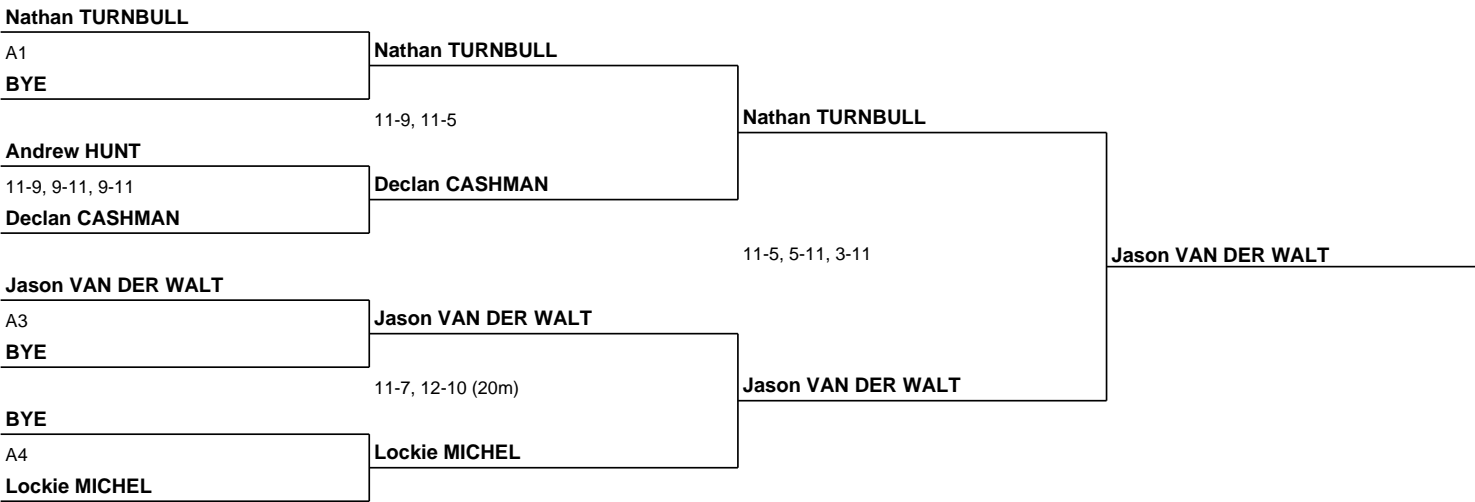 Nathan TURNBULL
A1
BYE
Andrew HUNT
11-9, 9-11, 9-11
Declan CASHMAN
Jason VAN DER WALT
A3
BYE
BYE
A4
Lockie MICHEL
Nathan TURNBULL
11-9, 11-5
Declan CASHMAN
Jason VAN DER WALT
11-7, 12-10 (20m)
Lockie MICHEL
Nathan TURNBULL
11-5, 5-11, 3-11
Jason VAN DER WALT
Jason VAN DER WALT